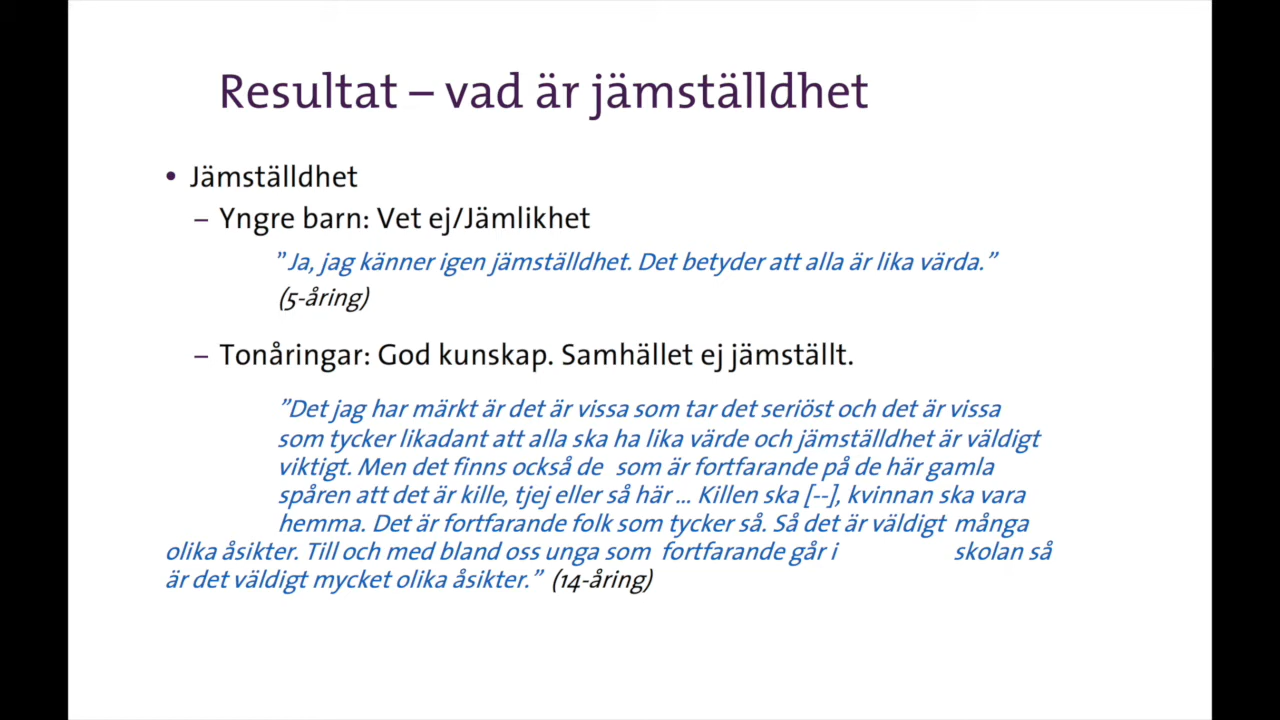 Resultat – vad är jämställdhet
• Jämställdhet
– Yngre barn: Vet ej/Jämlikhet
”Ja, jag känner igen jämställdhet. Det betyder att alla är lika värda.”
(5-åring)
– Tonåringar: God kunskap. Samhället ej jämställt.
”Det jag har märkt är det är vissa som tar det seriöst och det är vissa
som tycker likadant att alla ska ha lika värde och jämställdhet är väldigt
viktigt. Men det finns också de som är fortfarande på de här gamla
spåren att det är kille, tjej eller så här ... Killen ska [--], kvinnan ska vara
hemma. Det är fortfarande folk som tycker så. Så det är väldigt många
olika åsikter. Till och med bland oss unga som fortfarande går i skolan så
är det väldigt mycket olika åsikter.” (14-åring)